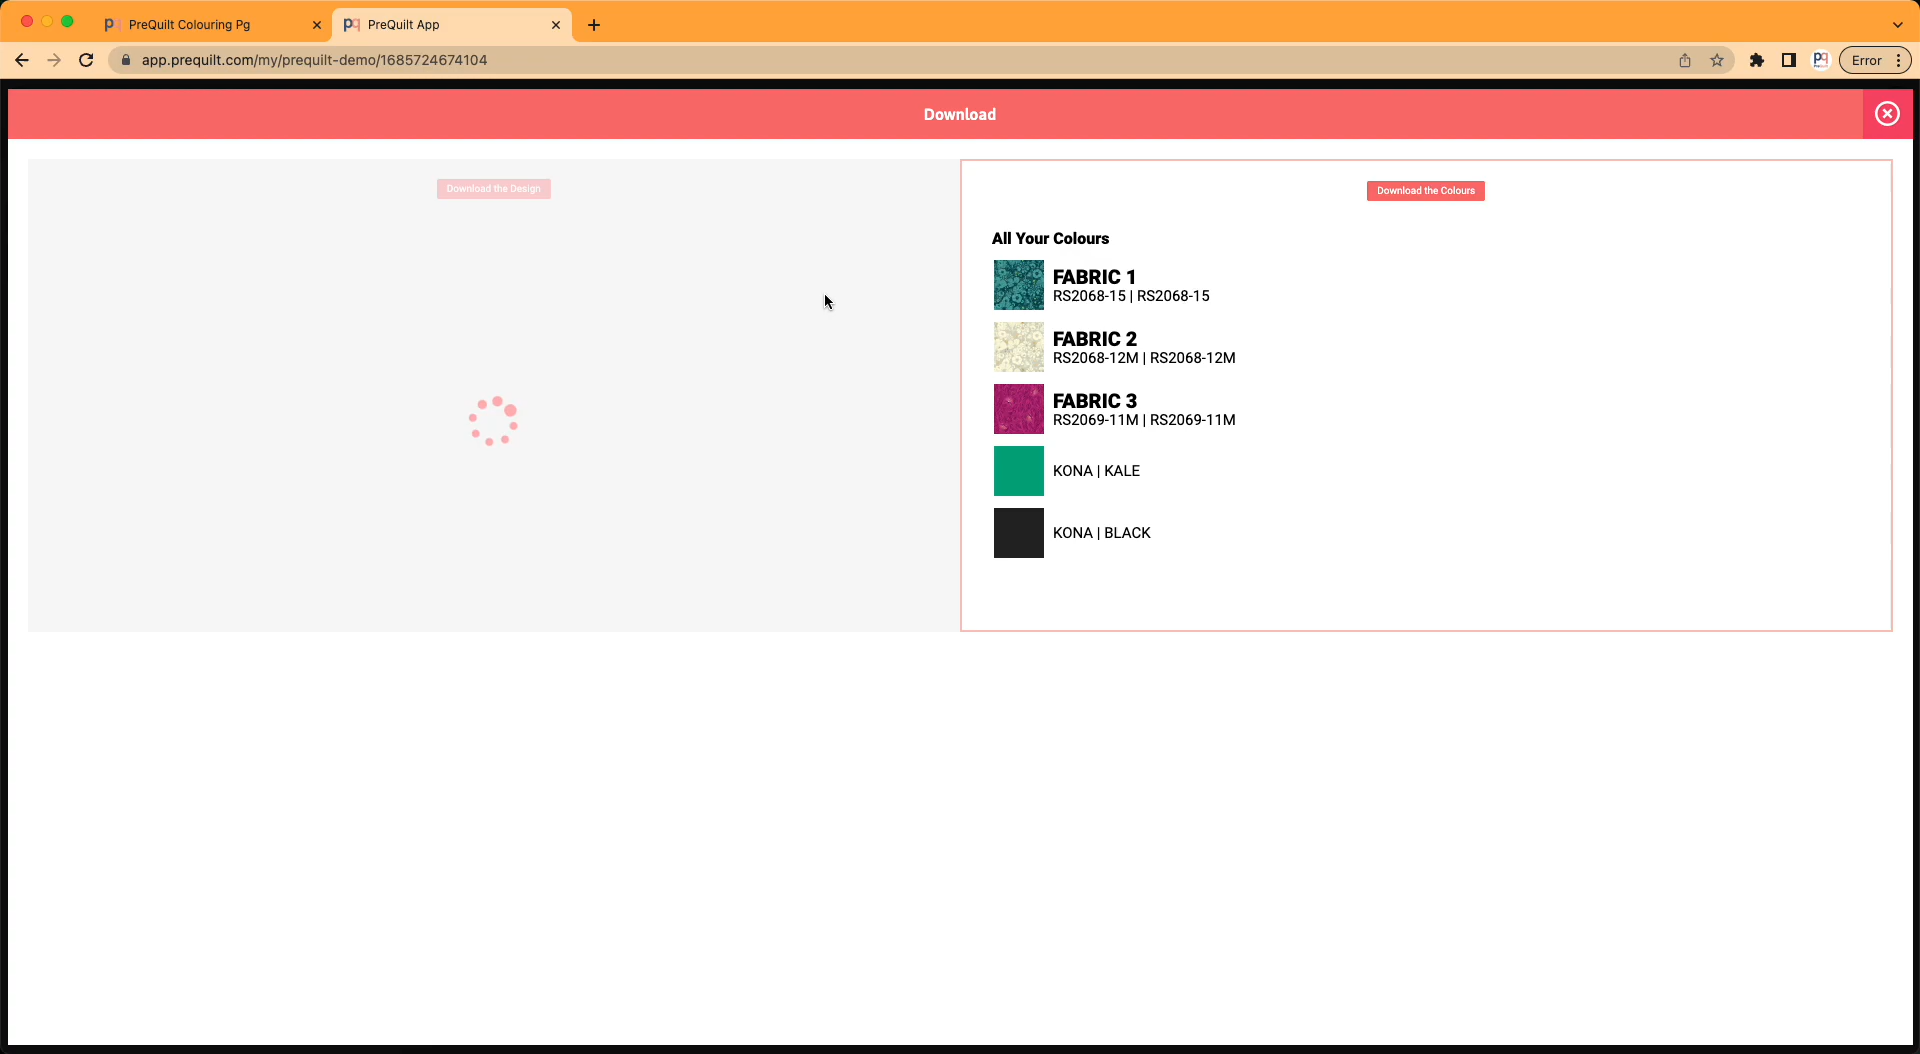 PreQuilt Colouring Pg
PreQuilt App
app.prequilt.com/my/prequilt-demo/1685724674104
Error
Download
Download the Design
Download the Colours
All Your Colours
FABRIC 1
RS2068-15 | RS2068-15
FABRIC 2
RS2068-12M | RS2068-12M
FABRIC 3
RS2069-11M | RS2069-11M
KONA | KALE
KONA | BLACK